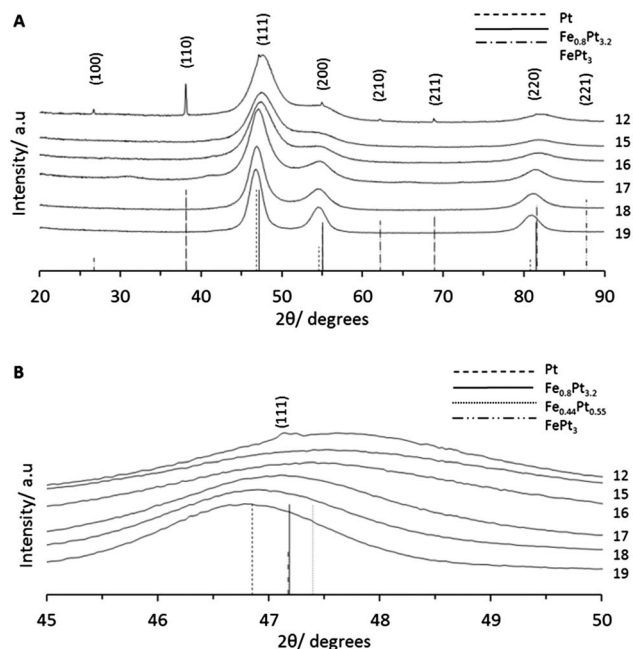 A
Pt
Fe0.8Pt3.2
FePt3
(100)
(110)
(111)
(200)
(210)
(211)
(220)
(221)
12
15
16
17
18
19
Intensity/ a.u
20 30 40 50 60 70 80 90
2θ/ degrees
B
Pt
Fe0.8Pt3.2
Fe0.44Pt0.55
FePt3
(111)
12
15
16
17
18
19
Intensity/ a.u
45 46 47 48 49 50
2θ/ degrees